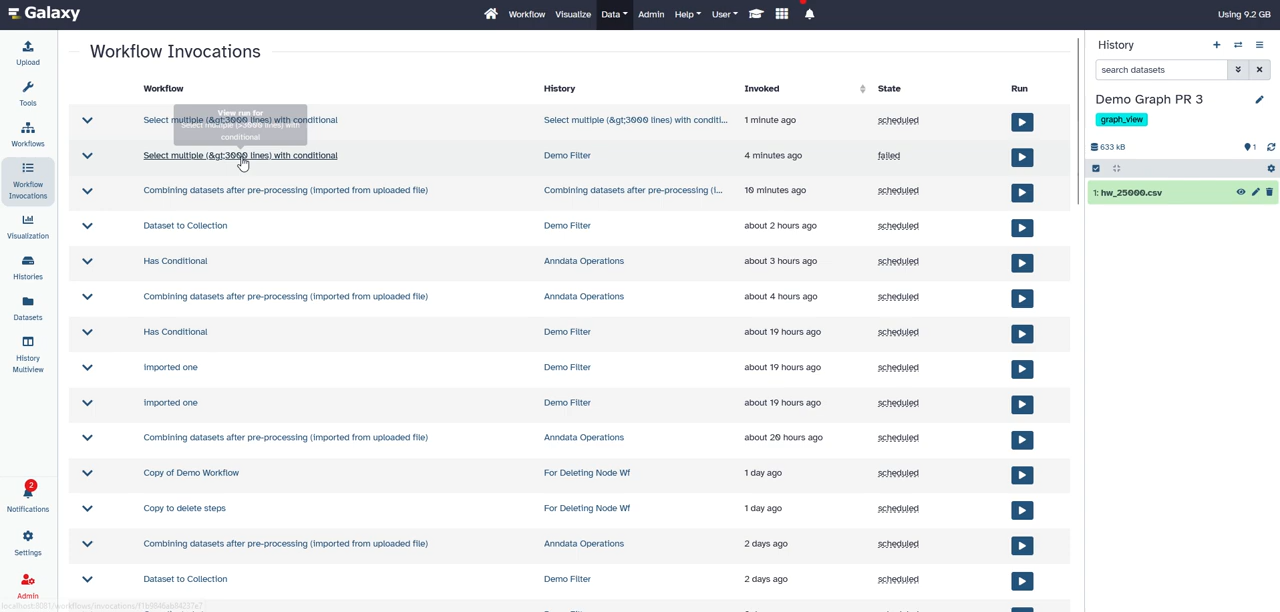 Galaxy
Workflow Visualize Data Admin Help User Using 9.2 GB
Upload
Tools
Workflows
Workflow
Invocations
Visualization
Histories
Datasets
History
Multiview
2
Notifications
Settings
Admin
Workflow Invocations
Workflow History Invoked State Run
Select multiple (&gt;3000 lines) with conditional Select multiple (&gt;3000 lines) with conditi... 1 minute ago scheduled
View run for
Select multiple (&gt;3000 lines) with
conditional
Select multiple (&gt;3000 lines) with conditional Demo Filter 4 minutes ago failed
Combining datasets after pre-processing (imported from uploaded file) Combining datasets after pre-processing (i... 10 minutes ago scheduled
Dataset to Collection Demo Filter about 2 hours ago scheduled
Has Conditional Anndata Operations about 3 hours ago scheduled
Combining datasets after pre-processing (imported from uploaded file) Anndata Operations about 4 hours ago scheduled
Has Conditional Demo Filter about 19 hours ago scheduled
imported one Demo Filter about 19 hours ago scheduled
imported one Demo Filter about 19 hours ago scheduled
Combining datasets after pre-processing (imported from uploaded file) Anndata Operations about 20 hours ago scheduled
Copy of Demo Workflow For Deleting Node Wf 1 day ago scheduled
Copy to delete steps For Deleting Node Wf 1 day ago scheduled
Combining datasets after pre-processing (imported from uploaded file) Anndata Operations 2 days ago scheduled
Dataset to Collection Demo Filter 2 days ago scheduled
History
search datasets
Demo Graph PR 3
graph_view
633 kB 1
1: hw_25000.csv